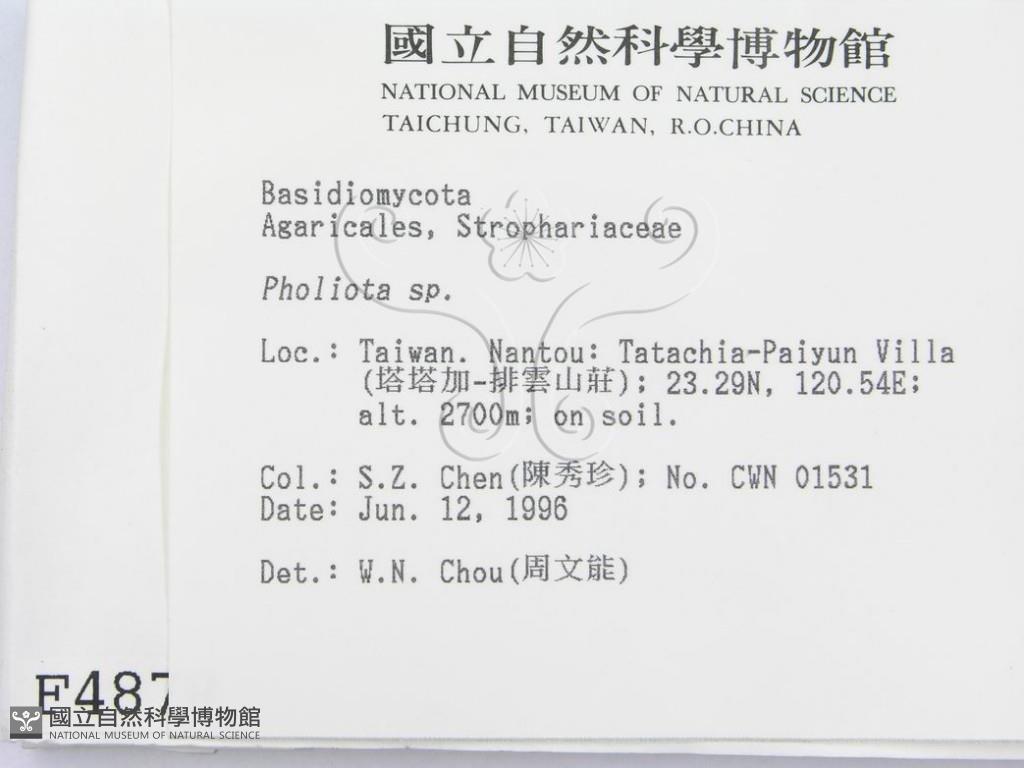 國立自然科學博物館
NATIONAL MUSEUM OF NATURAL SCIENCE
TAICHUNG, TAIWAN, R.O.CHINA
Basidiomycota
Agaricales, Strophariaceae
Pholiota sp.
Loc.: Taiwan. Nantou: Tatachia-Paiyun Villa
(塔塔加-排雲山莊); 23.29N, 120.54E;
alt. 2700m; on soil.
Col.: S.Z. Chen(陳秀珍); No. CWN 01531
Date: Jun. 12, 1996
Det.: W.N. Chou(周文能)
F487
國立自然科學博物館
NATIONAL MUSEUM OF NATURAL SCIENCE